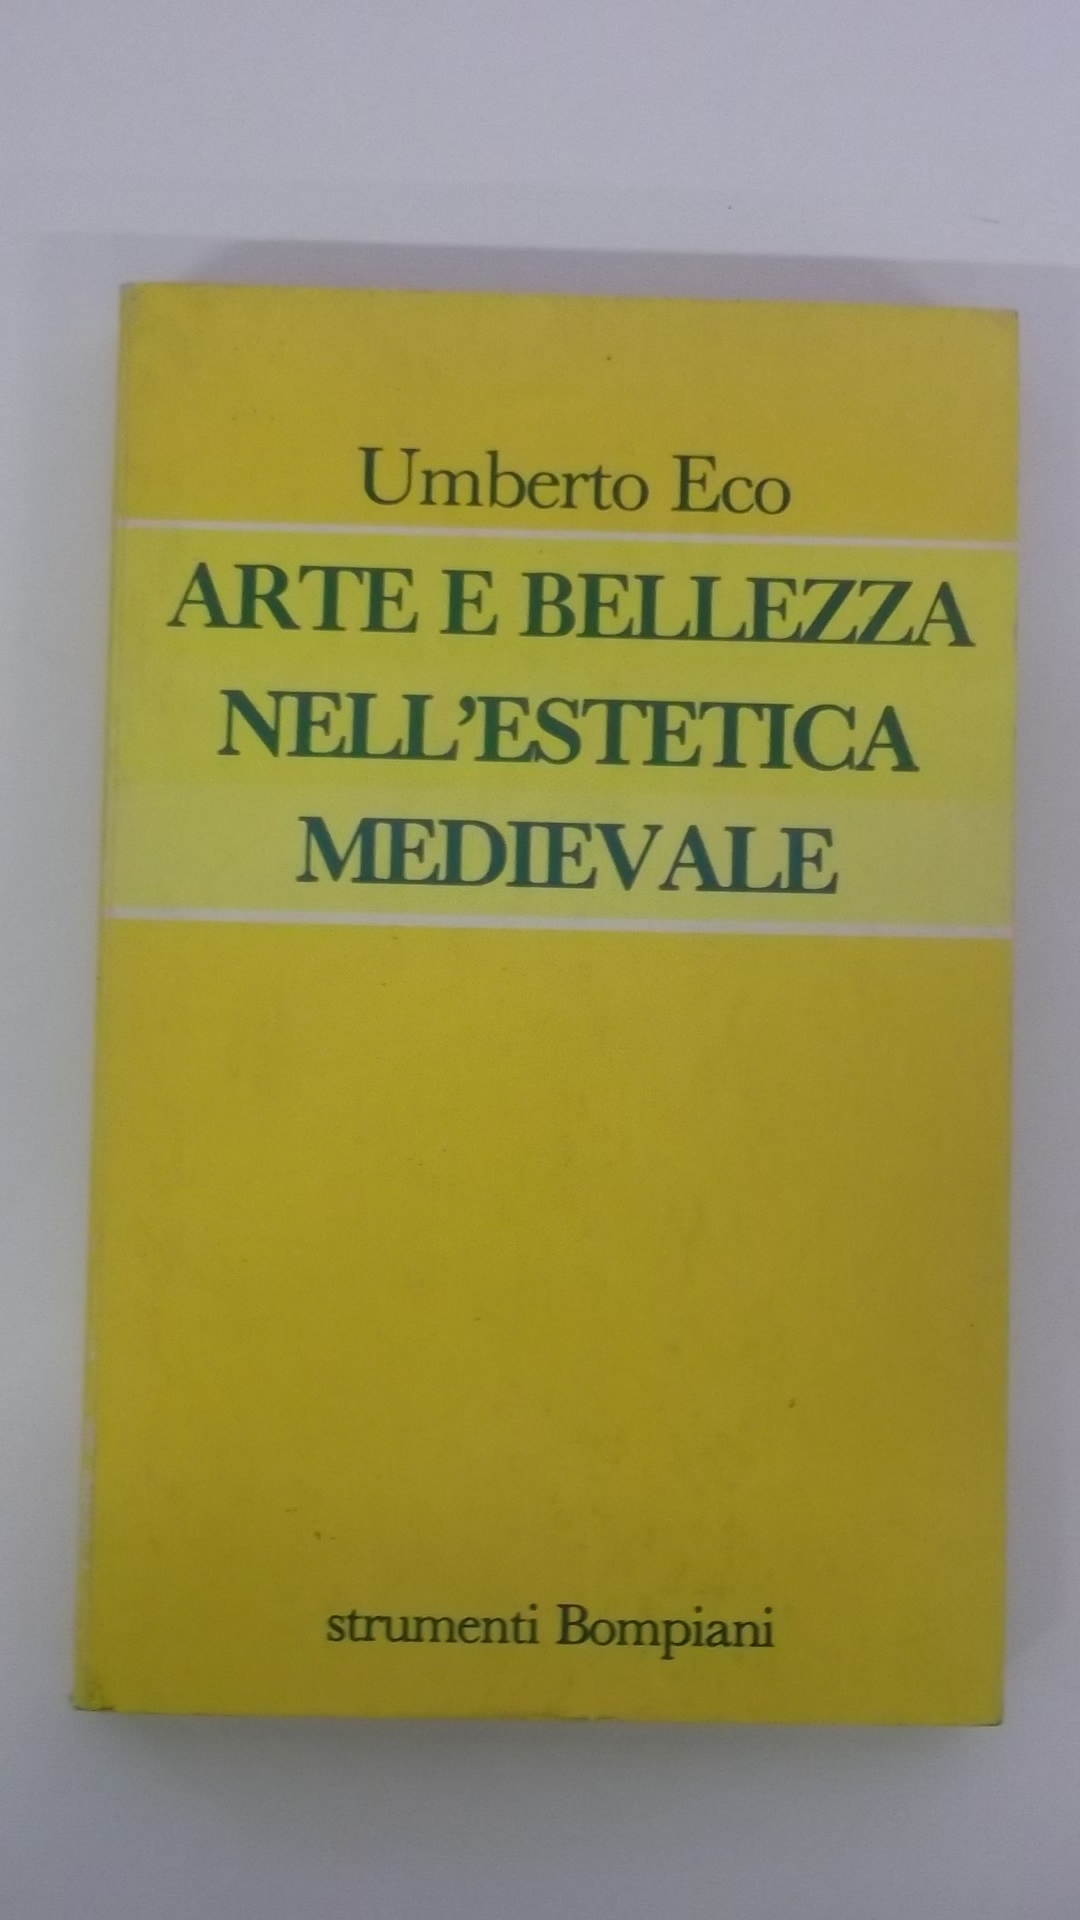 Umberto Eco
ARTE E BELLEZZA
NELL'ESTETICA
MEDIEVALE
strumenti Bompiani